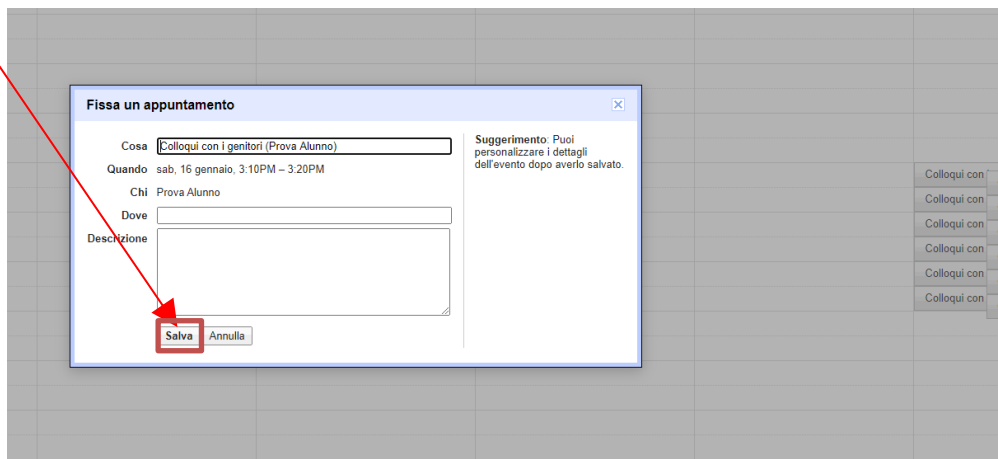 Fissa un appuntamento
Cosa Colloqui con i genitori (Prova Alunno)
Quando sab, 16 gennaio, 3:10PM – 3:20PM
Chi Prova Alunno
Dove
Descrizione
Salva Annulla
Suggerimento: Puoi
personalizzare i dettagli
dell'evento dopo averlo salvato.
Colloqui con
Colloqui con
Colloqui con
Colloqui con
Colloqui con
Colloqui con